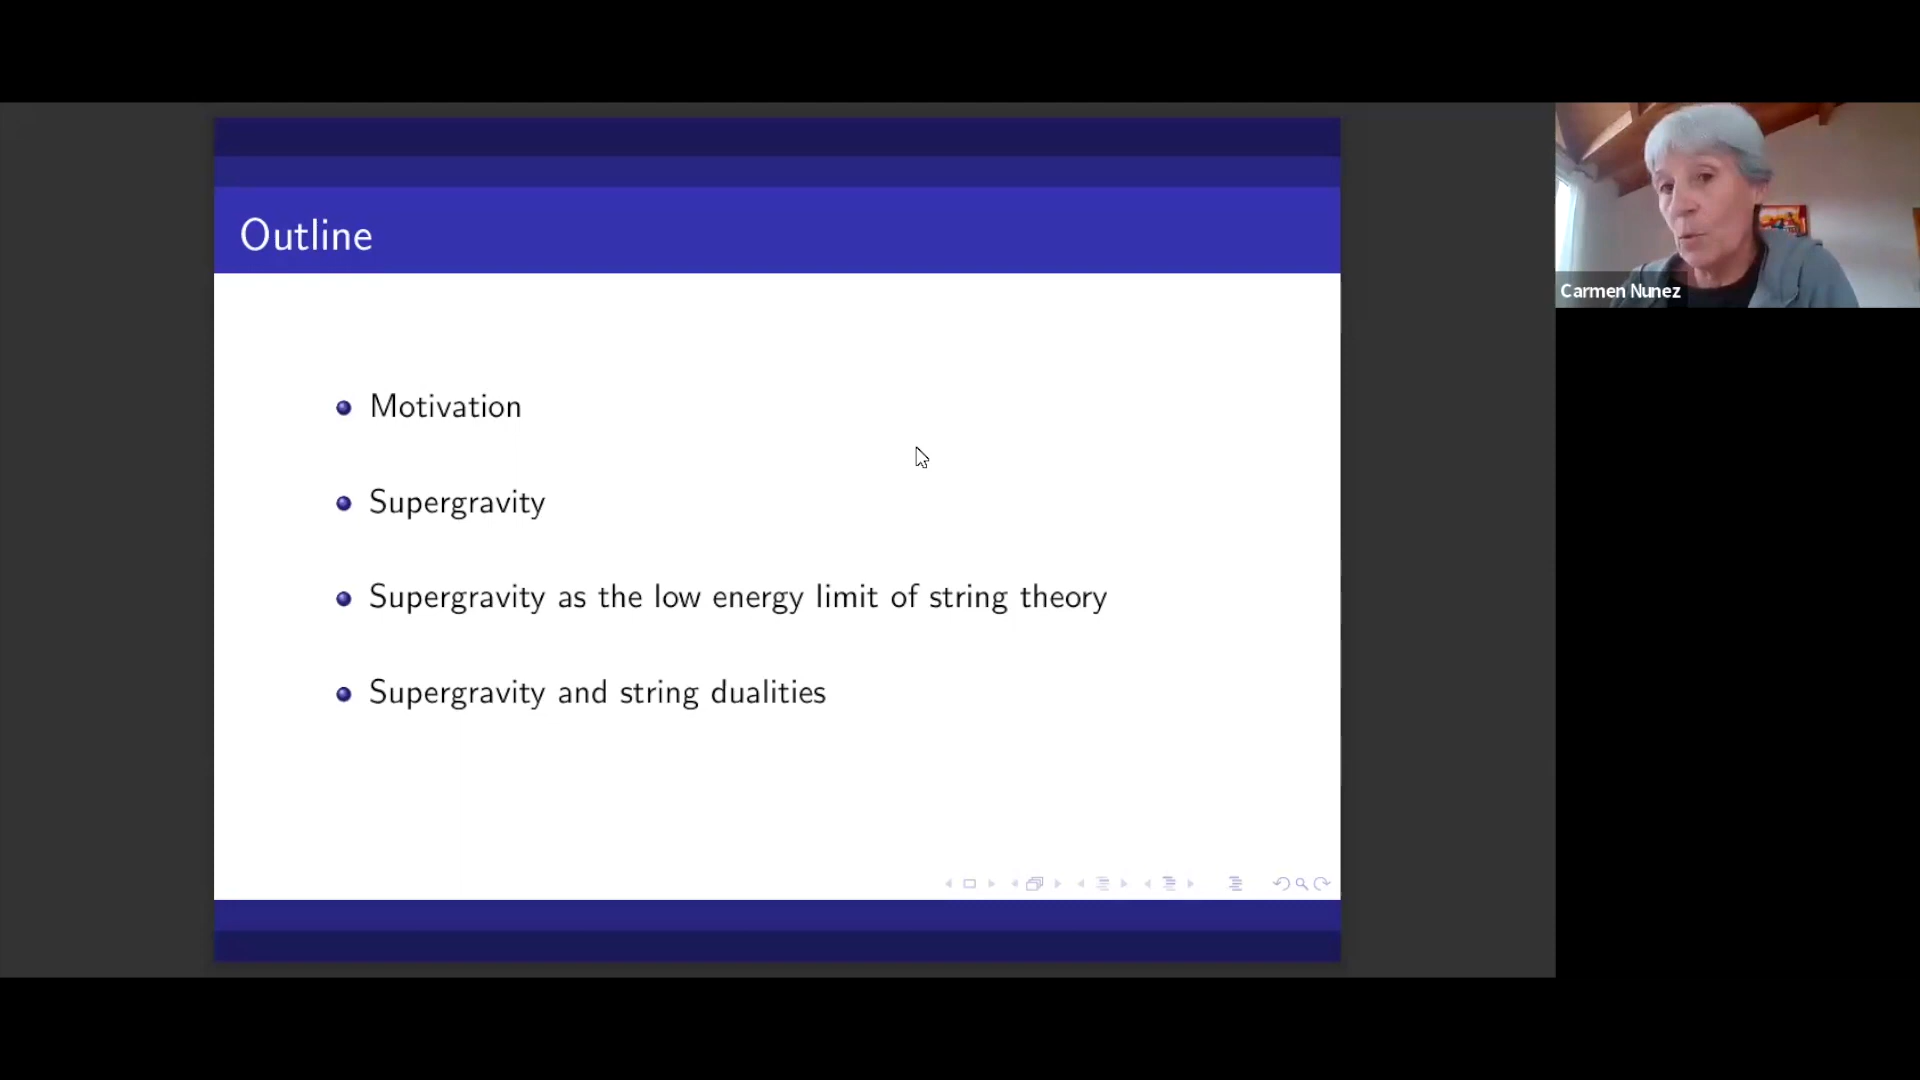 Outline
Motivation
Supergravity
Supergravity as the low energy limit of string theory
Supergravity and string dualities
Carmen Nunez